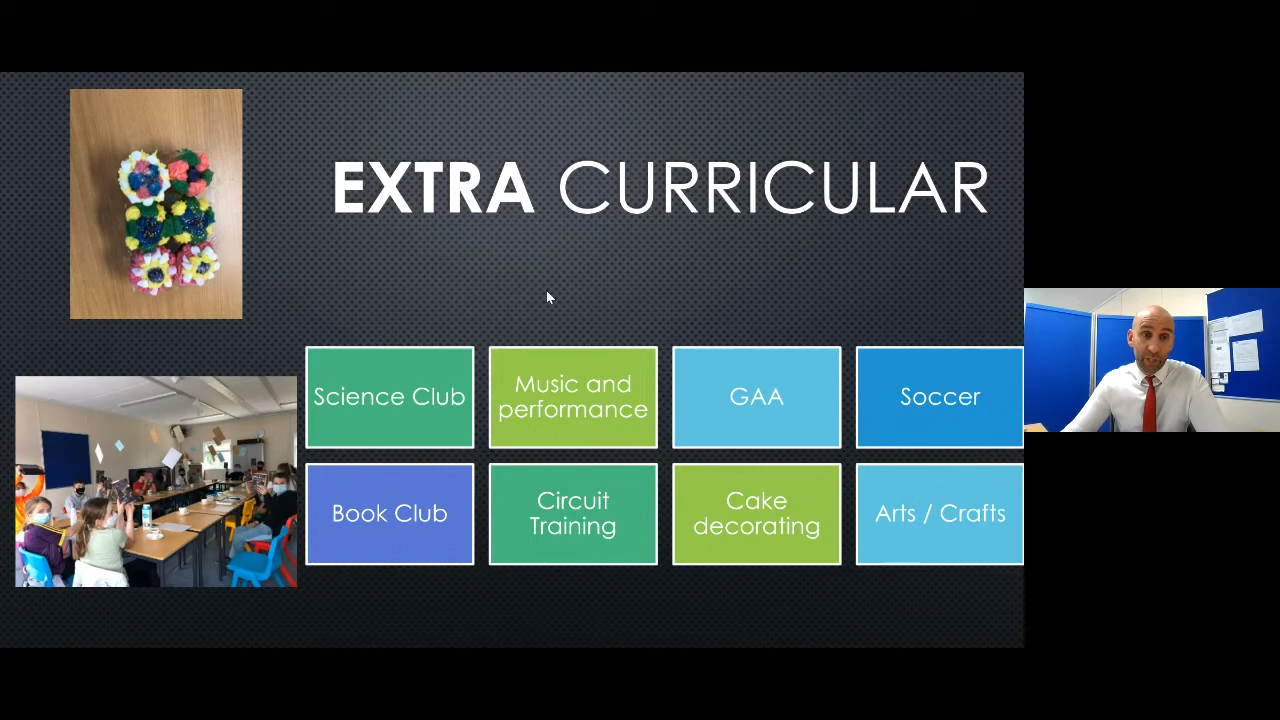 EXTRA CURRICULAR
Science Club
Music and
performance
GAA
Soccer
Book Club
Circuit
Training
Cake
decorating
Arts / Crafts